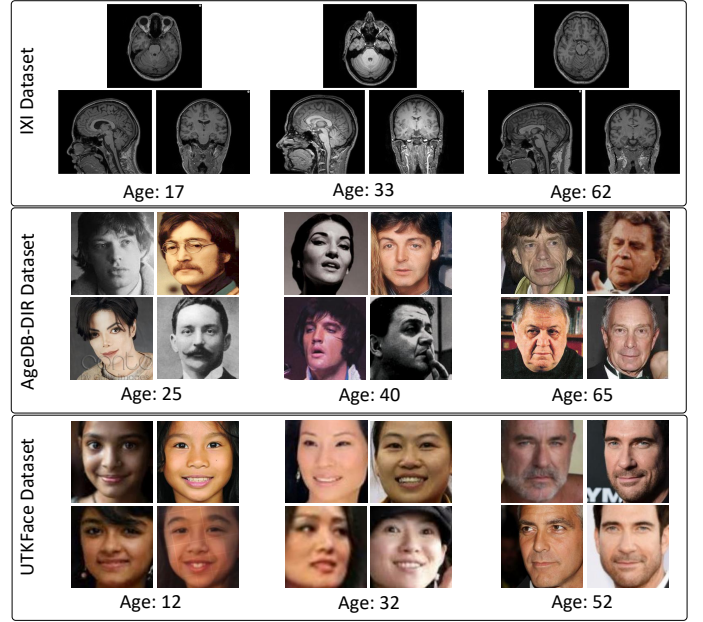 IXI Dataset
Age: 17
Age: 33
Age: 62
AgeDB-DIR Dataset
Age: 25
Age: 40
Age: 65
UTKFace Dataset
YM
Age: 12
Age: 32
Age: 52